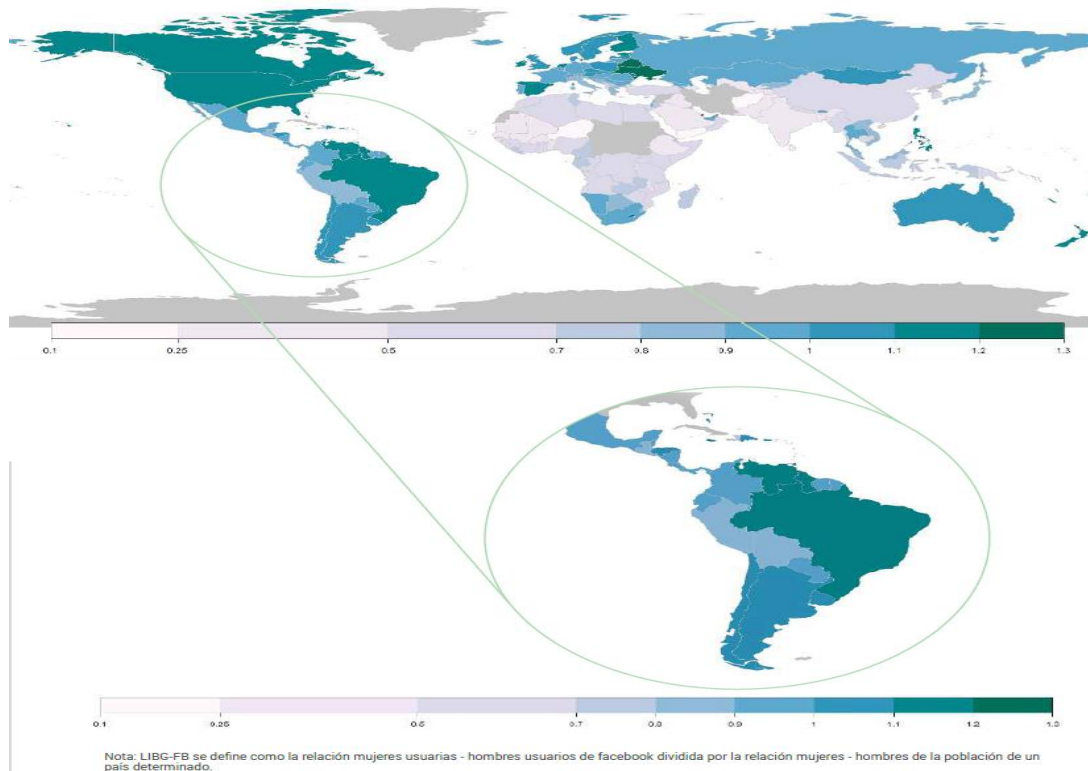 0.1 0.25 0.5 0.7 0.8 0.9 1 1.1 1.2 1.3
0.1 0.25 0.5 0.7 0.8 0.9 1 1.1 1.2 1.3
Nota: LIBG-FB se define como la relación mujeres usuarias - hombres usuarios de facebook dividida por la relación mujeres - hombres de la población de un
país determinado.